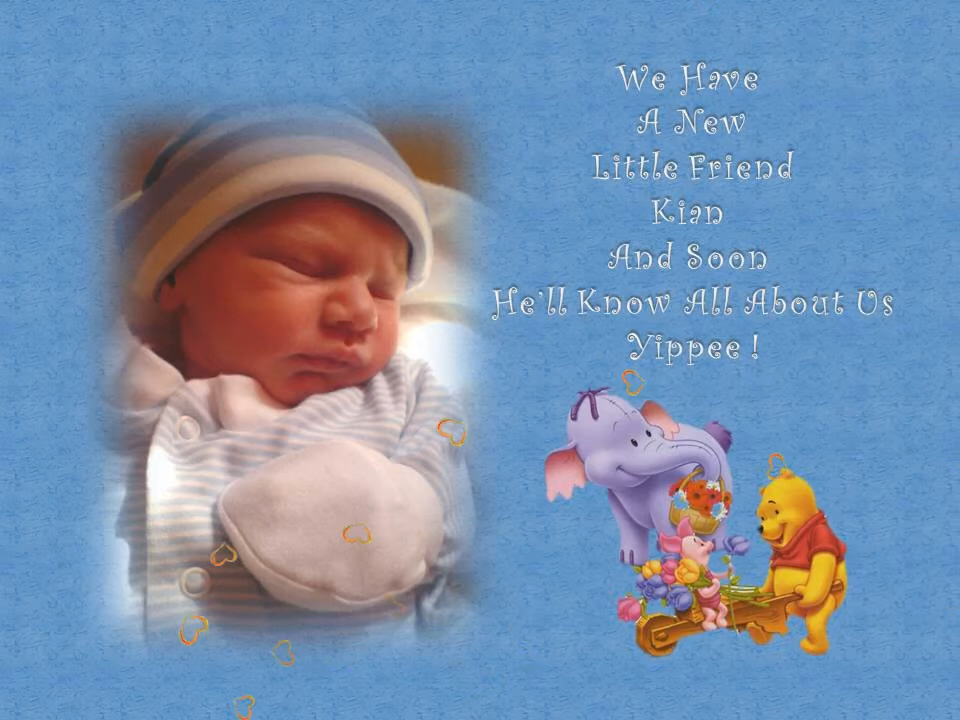 We Have
A New
Little Friend
Kian
And Soon
He'll Know All About Us
Yippee !